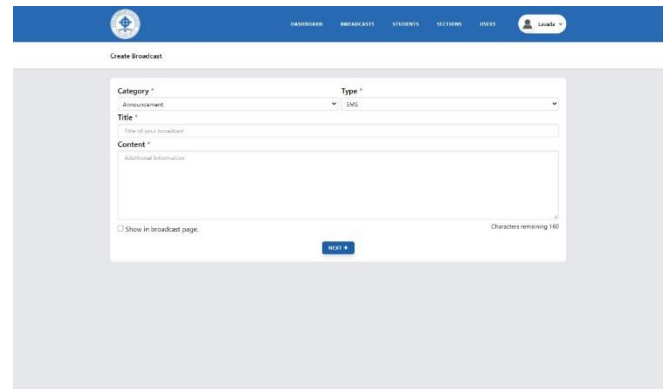 DASHBOARD BROADCASTS STUDENTS SECTIONS USERS
Create Broadcast
Category * Type *
Announcement SMS
Title *
Title of your broadcast
Content *
Additional Information
Show in broadcast page. Characters remaining 160
NEXT →